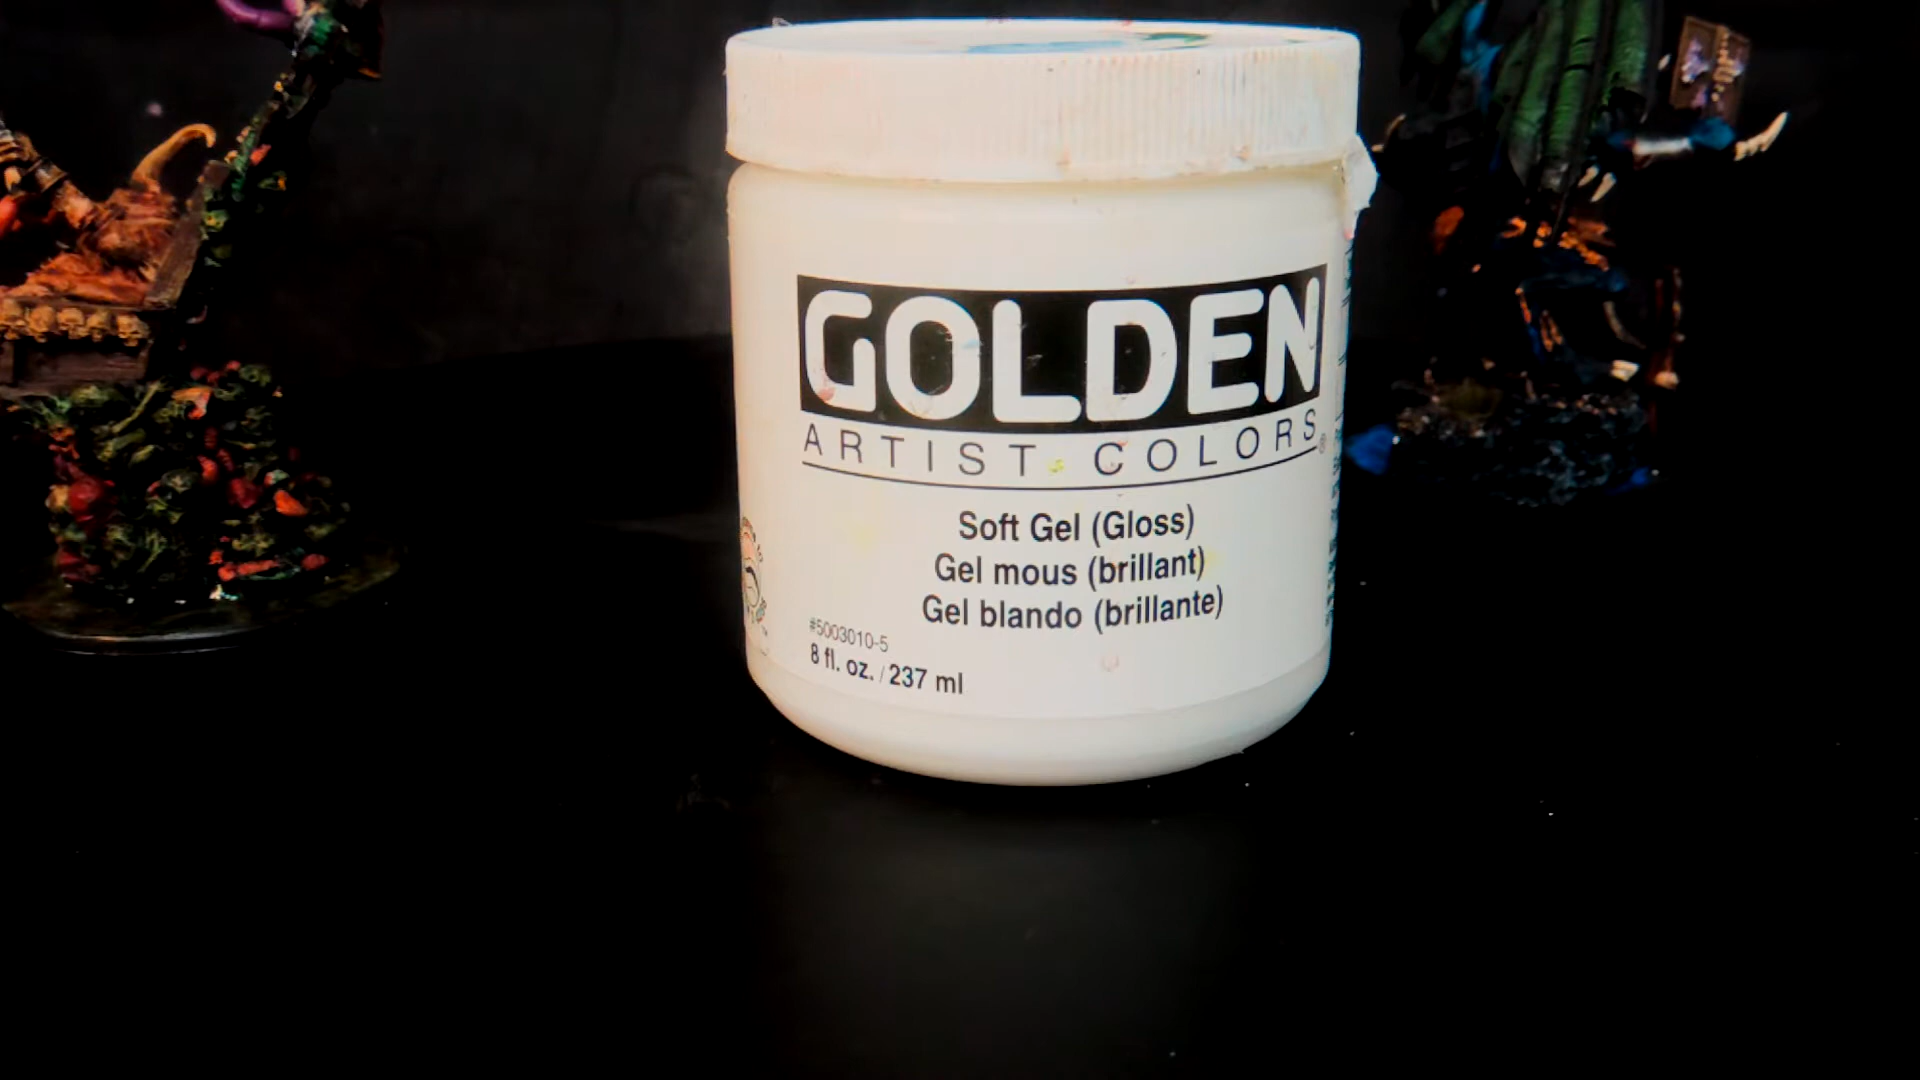 GOLDEN
ARTIST COLORS®
Soft Gel (Gloss)
Gel mous (brillant)
Gel blando (brillante)
#5003010-5
8 fl. oz. / 237 ml